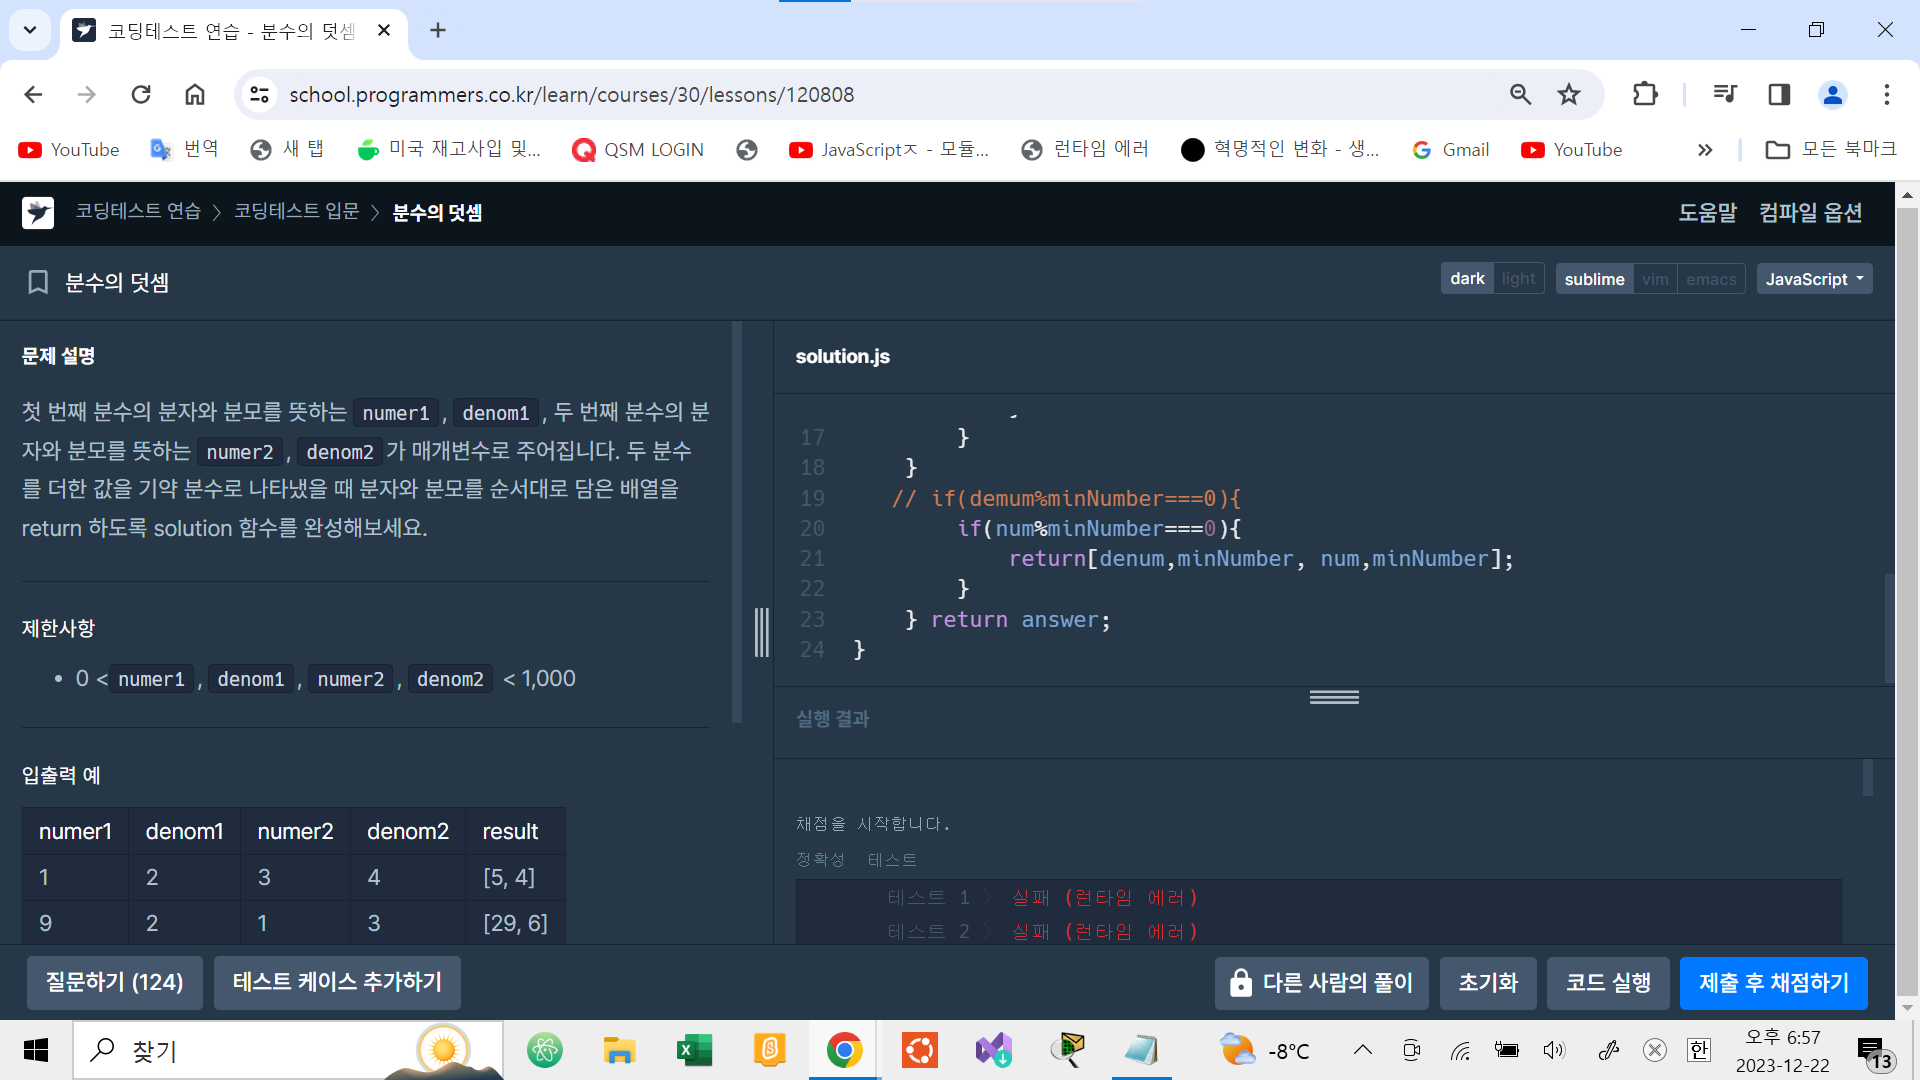 코딩테스트 연습 - 분수의 덧셈
school.programmers.co.kr/learn/courses/30/lessons/120808
YouTube 번역 새 탭 미국 재고사입 및... QSM LOGIN JavaScriptㅈ - 모듈... 런타임 에러 혁명적인 변화 - 생... Gmail YouTube » 모든 북마크
코딩테스트 연습 > 코딩테스트 입문 > 분수의 덧셈 도움말 컴파일 옵션
분수의 덧셈 dark light sublime vim emacs JavaScript
문제 설명
첫 번째 분수의 분자와 분모를 뜻하는 numer1, denom1, 두 번째 분수의 분
자와 분모를 뜻하는 numer2, denom2가 매개변수로 주어집니다. 두 분수
를 더한 값을 기약 분수로 나타냈을 때 분자와 분모를 순서대로 담은 배열을
return 하도록 solution 함수를 완성해보세요.
제한사항
• 0 < numer1, denom1, numer2, denom2 < 1,000
입출력 예
numer1 denom1 numer2 denom2 result
1 2 3 4 [5, 4]
9 2 1 3 [29, 6]
solution.js
17 }
18 }
19 // if(demum%minNumber===0){
20 if(num%minNumber===0){
21 return[denum,minNumber, num,minNumber];
22 }
23 } return answer;
24 }
실행 결과
채점을 시작합니다.
정확성 테스트
테스트 1 〉 실패 (런타임 에러)
테스트 2 〉 실패 (런타임 에러)
질문하기 (124) 테스트 케이스 추가하기 다른 사람의 풀이 초기화 코드 실행 제출 후 채점하기
찾기 -8°C 한 오후 6:57
2023-12-22 13